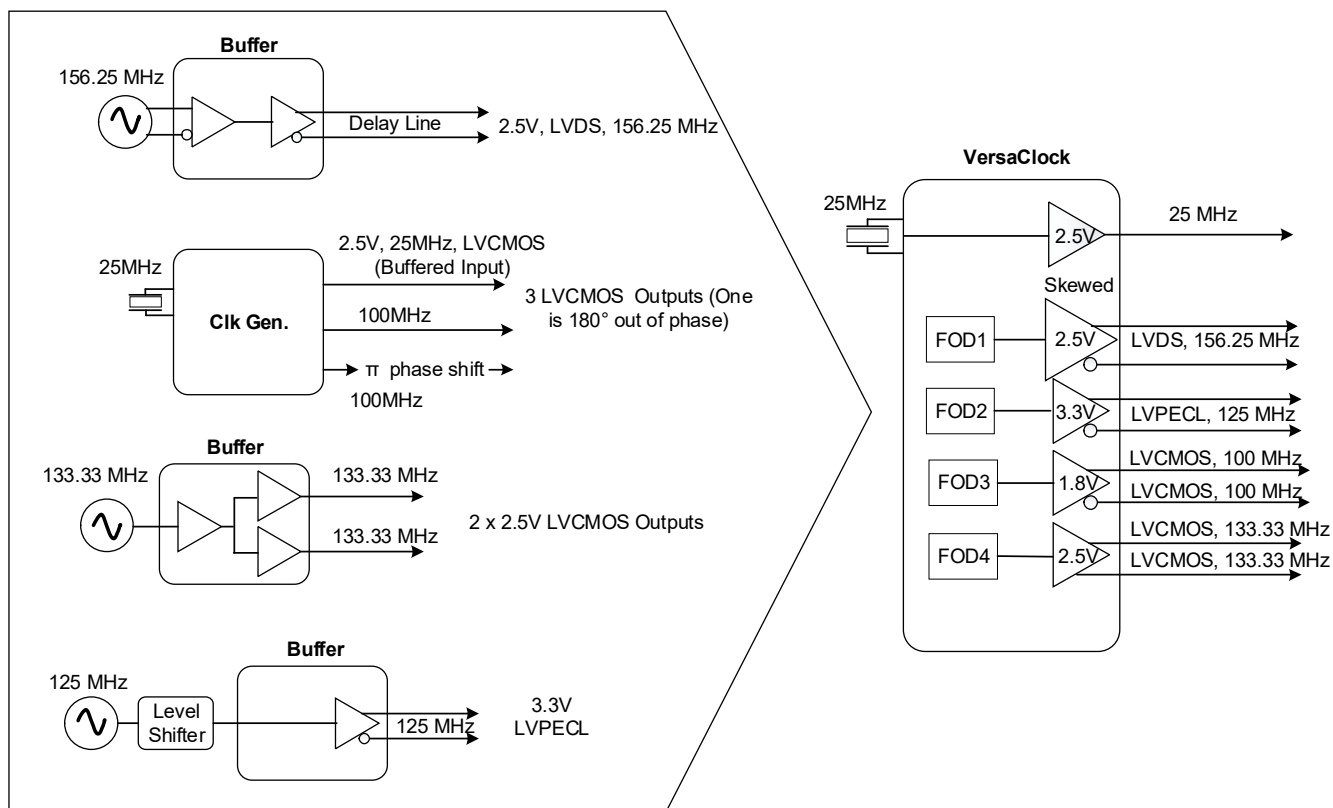 Buffer
156.25 MHz
Delay Line
2.5V, LVDS, 156.25 MHz
25MHz
Clk Gen.
2.5V, 25MHz, LVCMOS
(Buffered Input)
100MHz
π phase shift
100MHz
3 LVCMOS Outputs (One
is 180° out of phase)
Buffer
133.33 MHz
133.33 MHz
133.33 MHz
2 x 2.5V LVCMOS Outputs
Buffer
125 MHz
Level
Shifter
125 MHz
3.3V
LVPECL
VersaClock
25MHz
2.5V
25 MHz
Skewed
FOD1
2.5V
LVDS, 156.25 MHz
FOD2
3.3V
LVPECL, 125 MHz
FOD3
1.8V
LVCMOS, 100 MHz
LVCMOS, 100 MHz
FOD4
2.5V
LVCMOS, 133.33 MHz
LVCMOS, 133.33 MHz